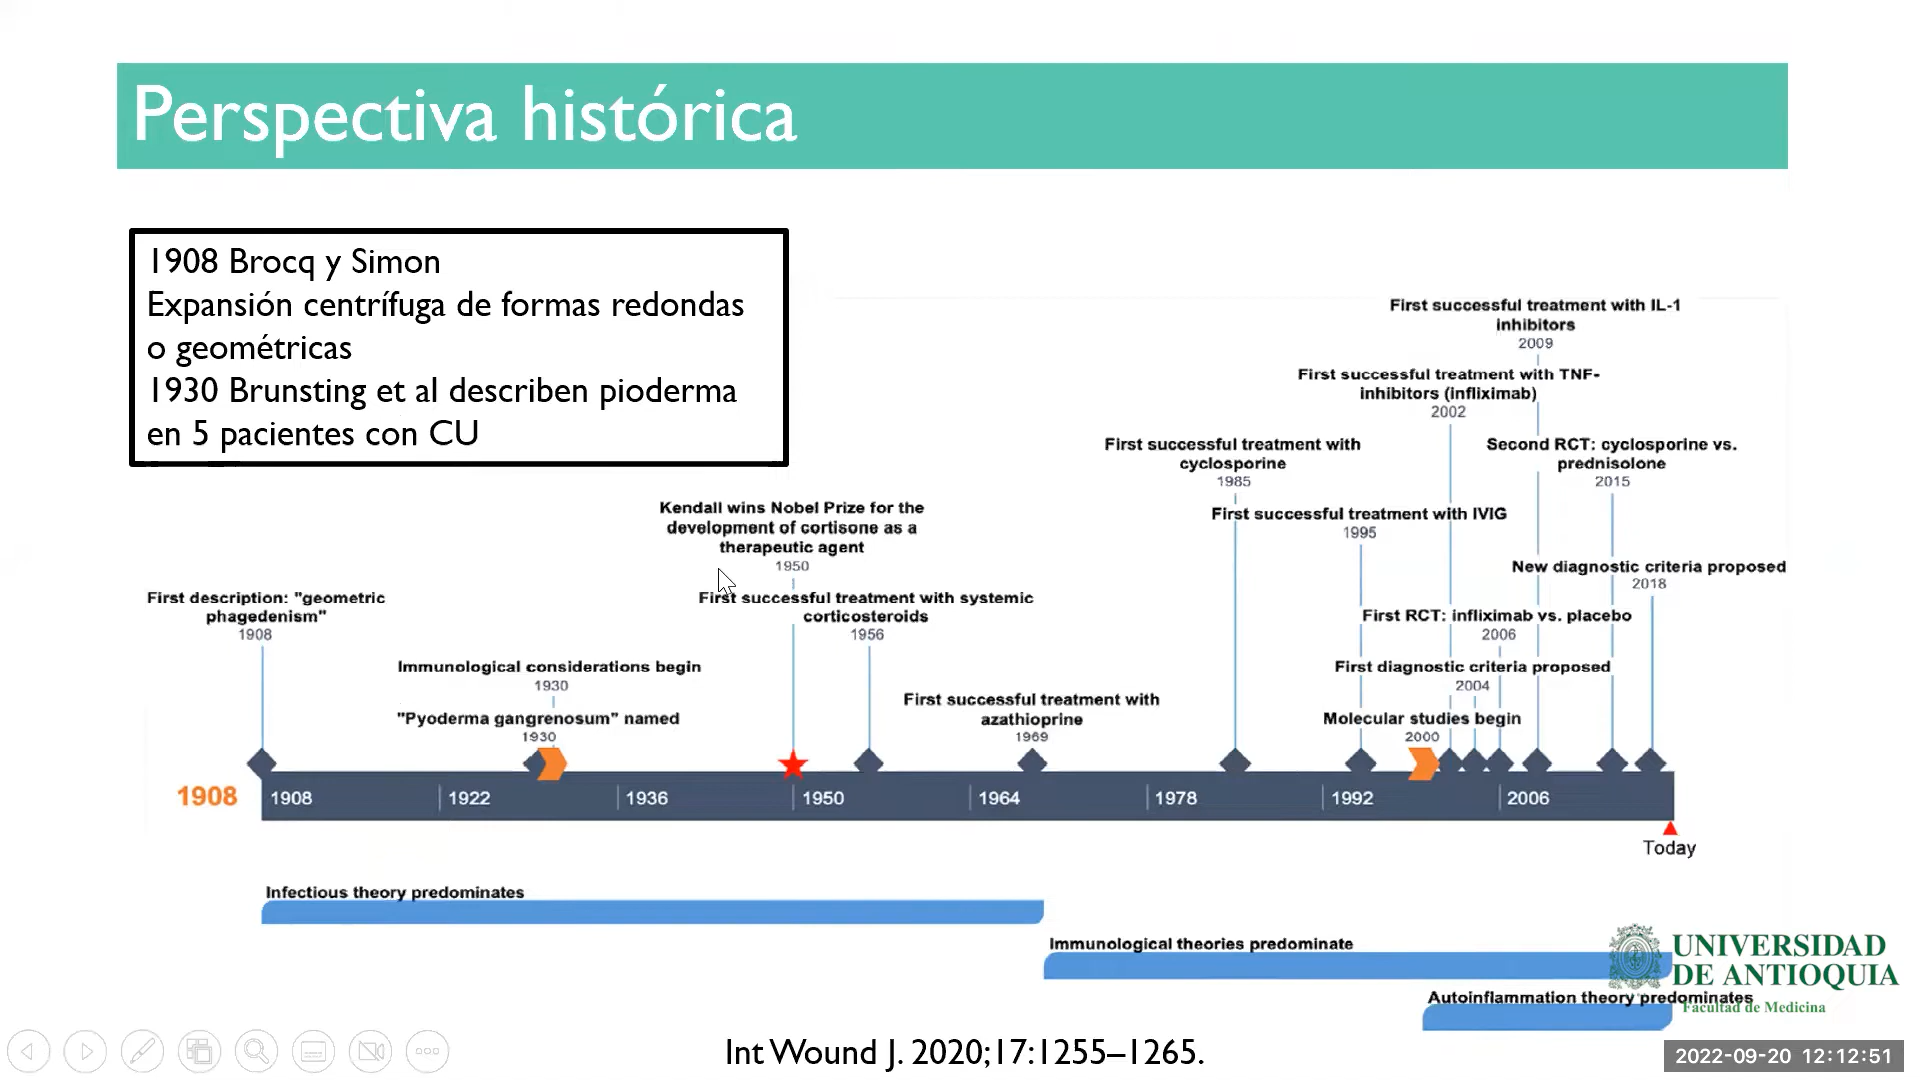 Perspectiva histórica
1908 Brocq y Simon
Expansión centrífuga de formas redondas
o geométricas
1930 Brunsting et al describen pioderma
en 5 pacientes con CU
First successful treatment with IL-1
inhibitors
2009
First successful treatment with TNF-
inhibitors (infliximab)
2002
First successful treatment with
cyclosporine
1985
Second RCT: cyclosporine vs.
prednisolone
2015
Kendall wins Nobel Prize for the
development of cortisone as a
therapeutic agent
1950
First successful treatment with IVIG
1995
New diagnostic criteria proposed
2018
First description: "geometric
phagedenism"
1908
First successful treatment with systemic
corticosteroids
1956
First RCT: infliximab vs. placebo
2006
Immunological considerations begin
1930
First diagnostic criteria proposed
2004
"Pyoderma gangrenosum" named
1930
First successful treatment with
azathioprine
1969
Molecular studies begin
2000
1908
1908
1922
1936
1950
1964
1978
1992
2006
Today
Infectious theory predominates
Immunological theories predominate
Autoinflammation theory predominates
UNIVERSIDAD
DE ANTIOQUIA
Facultad de Medicina
Int Wound J. 2020;17:1255–1265.
2022-09-20 12:12:51